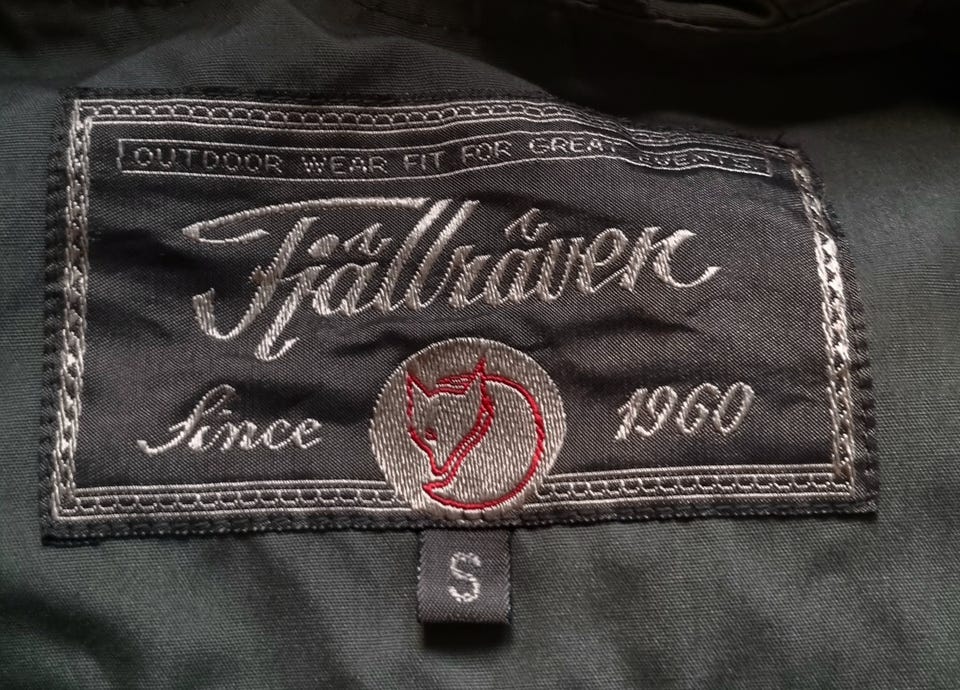 OUTDOOR WEAR FIT FOR GREAT EVENTS
Fjällräven
Since 1960
S